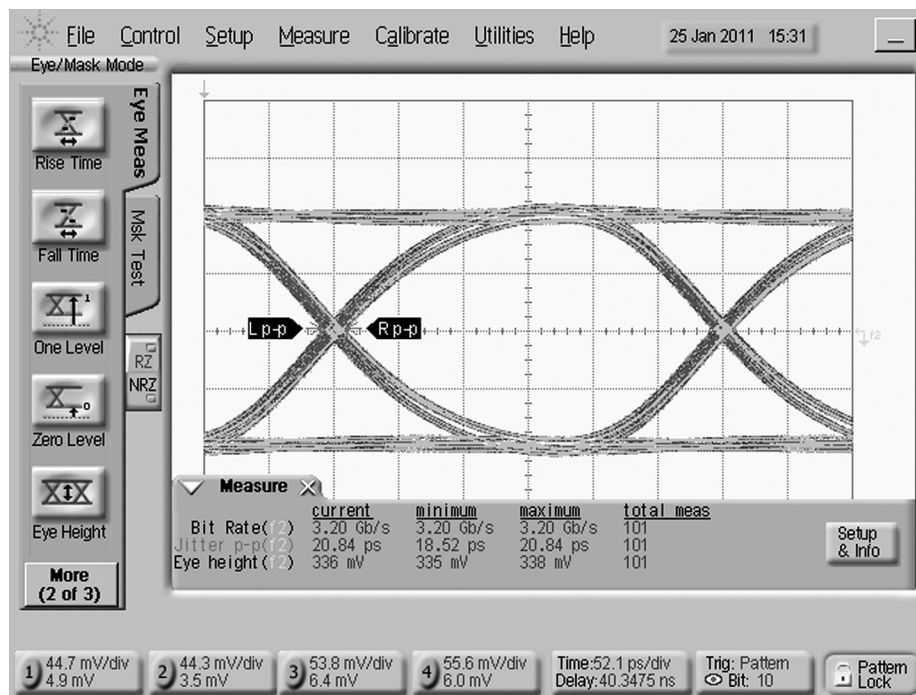 File Control Setup Measure Calibrate Utilities Help 25 Jan 2011 15:31
Eye/Mask Mode
Eye Meas
Msk Test
Rise Time
Fall Time
One Level
Zero Level
Eye Height
More
(2 of 3)
RZ
NRZ
L p-p
R p-p
f2
Measure
current minimum maximum total meas
Bit Rate(f2) 3.20 Gb/s 3.20 Gb/s 3.20 Gb/s 101
Jitter p-p(f2) 20.84 ps 18.52 ps 20.84 ps 101
Eye height(f2) 336 mV 335 mV 338 mV 101
Setup
& Info
1 44.7 mV/div
4.9 mV
2 44.3 mV/div
3.5 mV
3 53.8 mV/div
6.4 mV
4 55.6 mV/div
6.0 mV
Time:52.1 ps/div
Delay:40.3475 ns
Trig: Pattern
Bit: 10
Pattern
Lock